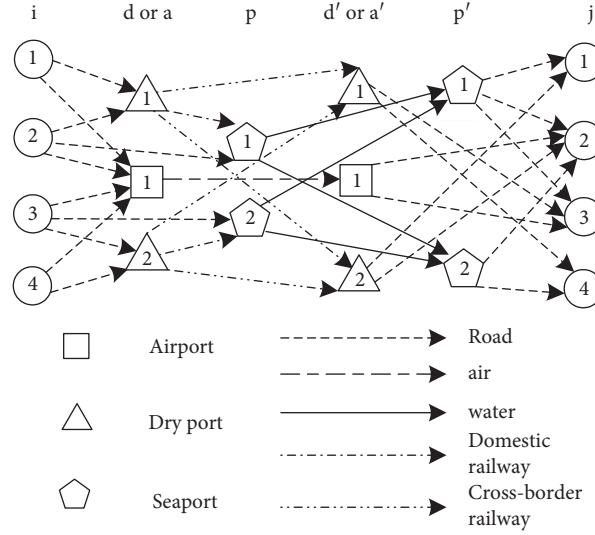 i d or a p d′ or a′ p′ j
1 1 1 1 1 1
2 1 2 1 2 2
3 2 2 3
4 4
Airport
Dry port
Seaport
Road
air
water
Domestic
railway
Cross-border
railway